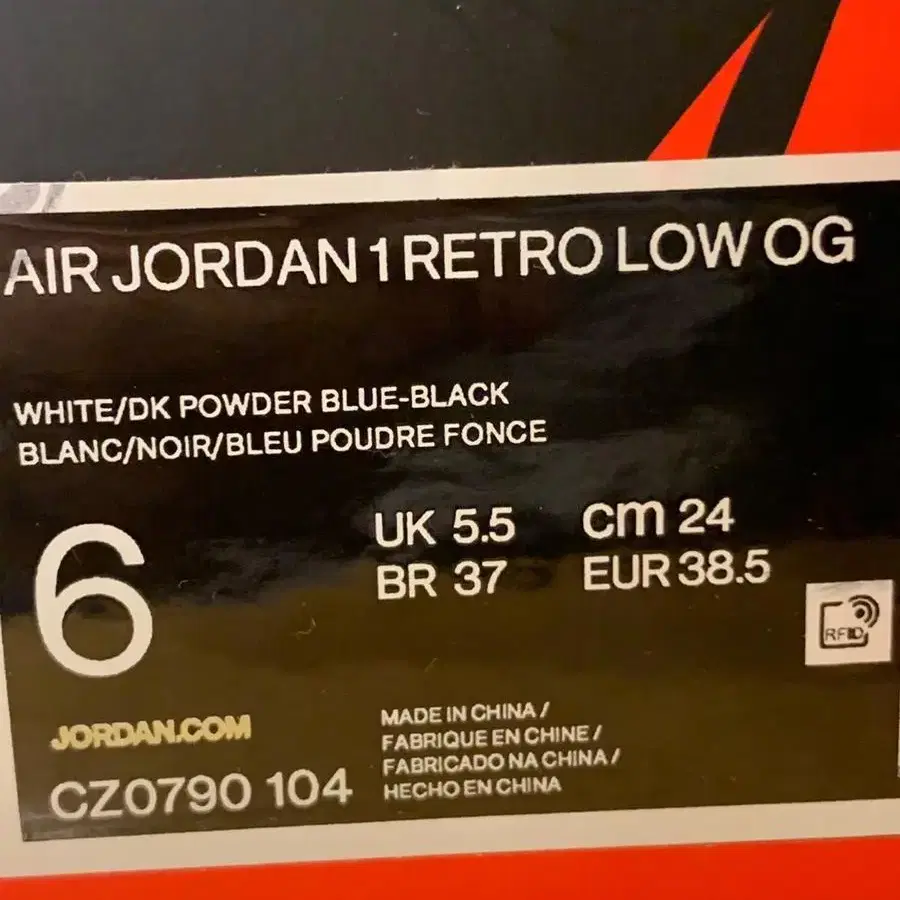 AIR JORDAN 1 RETRO LOW OG
WHITE/DK POWDER BLUE-BLACK
BLANC/NOIR/BLEU POUDRE FONCE
6
UK 5.5 cm 24
BR 37 EUR 38.5
RFID
JORDAN.COM
CZ0790 104
MADE IN CHINA /
FABRIQUE EN CHINE /
FABRICADO NA CHINA /
HECHO EN CHINA